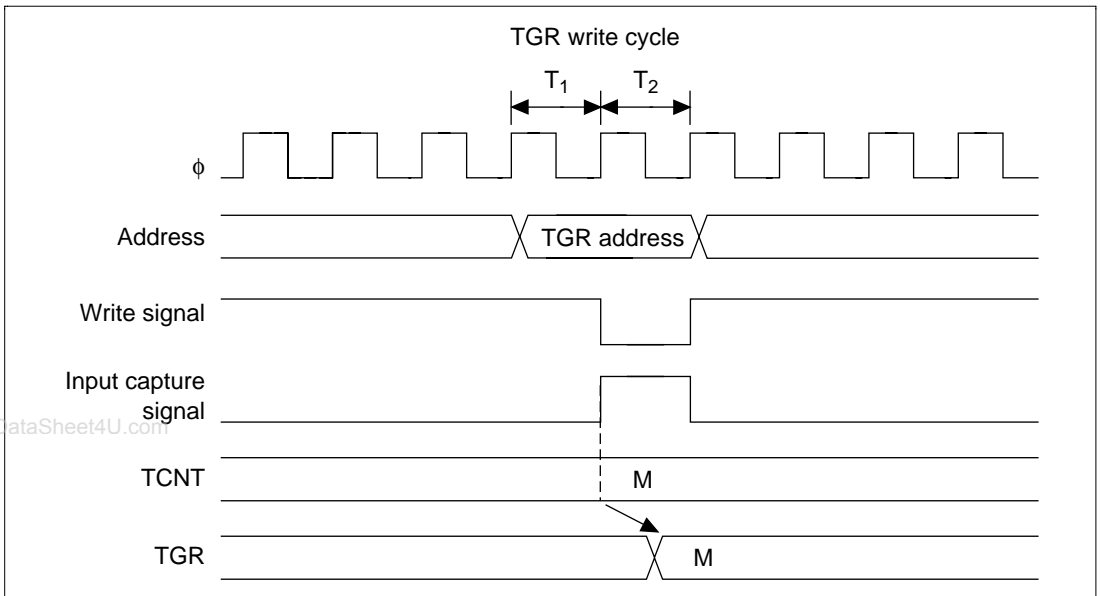 TGR write cycle
T1 T2
ϕ
Address
TGR address
Write signal
Input capture
signal
DataSheet4U.com
TCNT
M
TGR
M